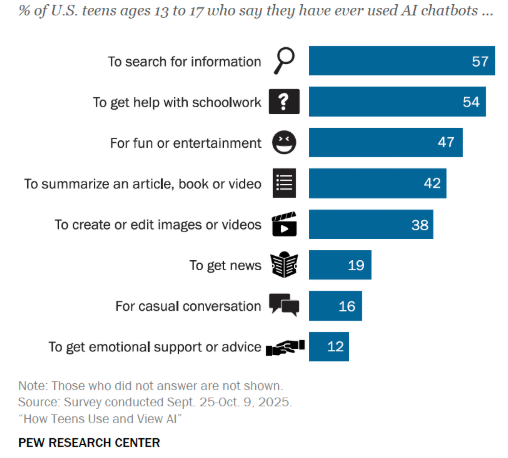 % of U.S. teens ages 13 to 17 who say they have ever used AI chatbots ...
To search for information 57
To get help with schoolwork ? 54
For fun or entertainment 47
To summarize an article, book or video 42
To create or edit images or videos 38
To get news 19
For casual conversation 16
To get emotional support or advice 12
Note: Those who did not answer are not shown.
Source: Survey conducted Sept. 25-Oct. 9, 2025.
"How Teens Use and View AI"
PEW RESEARCH CENTER